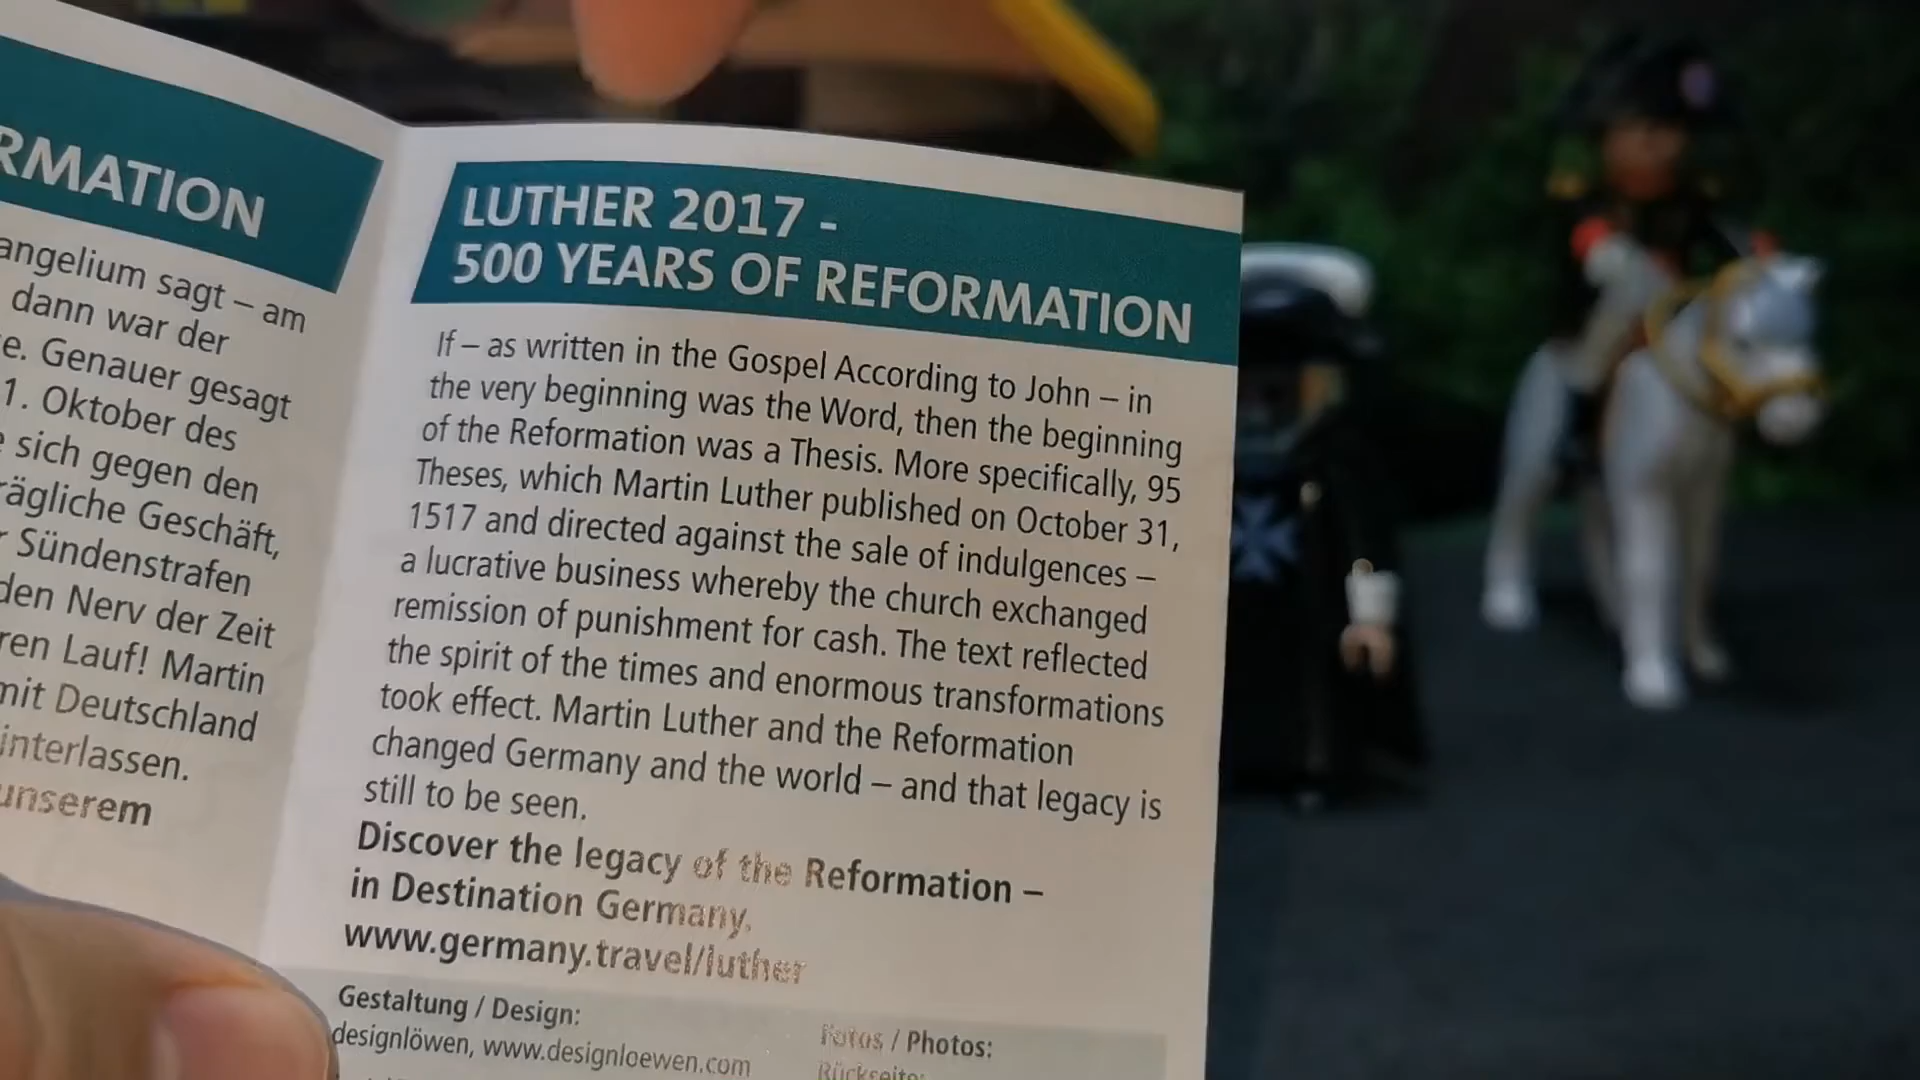 RMATION
angelium sagt – am
dann war der
e. Genauer gesagt
1. Oktober des
sich gegen den
rägliche Geschäft,
r Sündenstrafen
den Nerv der Zeit
ren Lauf! Martin
mit Deutschland
interlassen.
unserem
LUTHER 2017 -
500 YEARS OF REFORMATION
If – as written in the Gospel According to John – in
the very beginning was the Word, then the beginning
of the Reformation was a Thesis. More specifically, 95
Theses, which Martin Luther published on October 31,
1517 and directed against the sale of indulgences –
a lucrative business whereby the church exchanged
remission of punishment for cash. The text reflected
the spirit of the times and enormous transformations
took effect. Martin Luther and the Reformation
changed Germany and the world – and that legacy is
still to be seen.
Discover the legacy of the Reformation –
in Destination Germany.
www.germany.travel/luther
Gestaltung / Design:
designlöwen, www.designloewen.com
Fotos / Photos:
Rückseite: